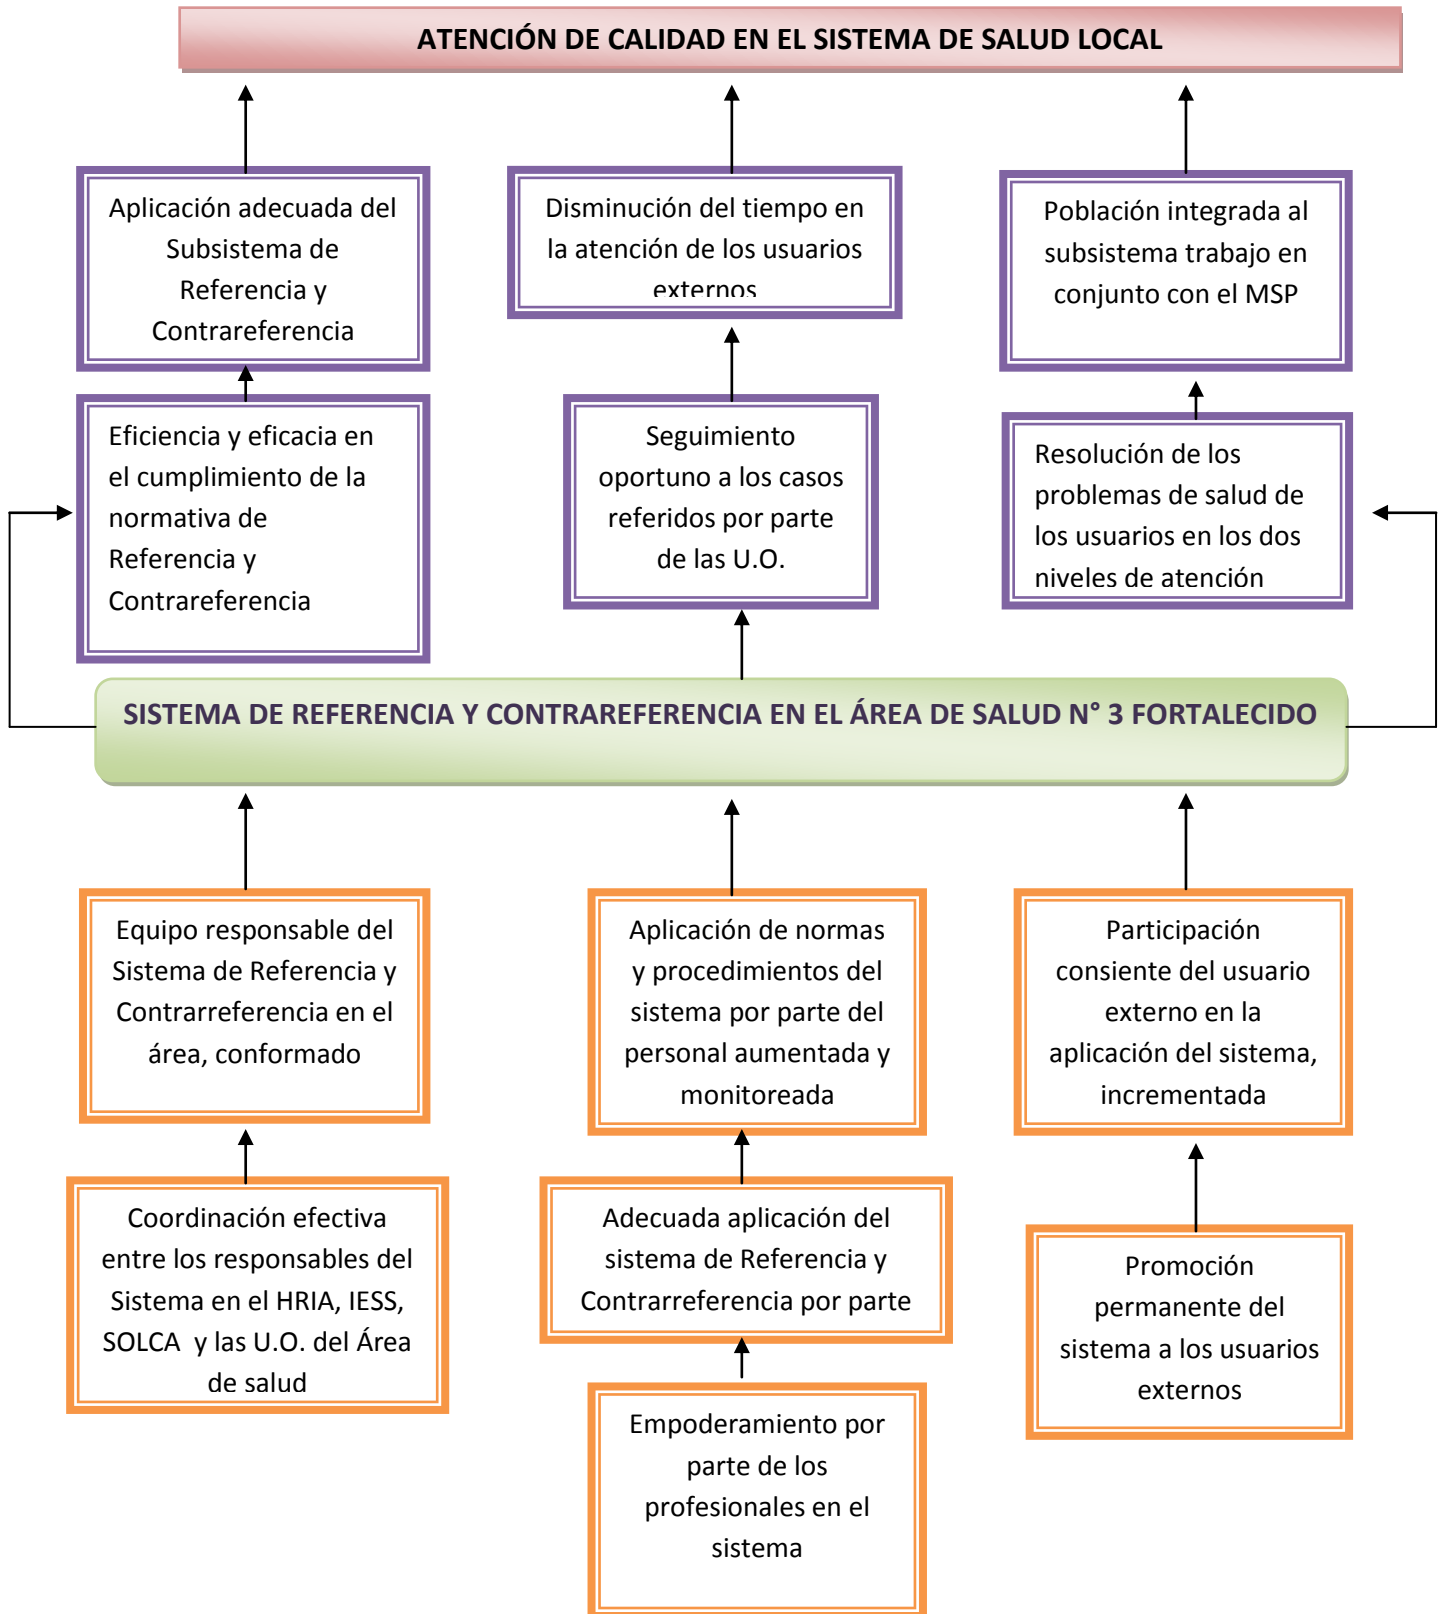 ATENCIÓN DE CALIDAD EN EL SISTEMA DE SALUD LOCAL
Aplicación adecuada del
Subsistema de
Referencia y
Contrareferencia
Disminución del tiempo en
la atención de los usuarios
externos
Población integrada al
subsistema trabajo en
conjunto con el MSP
Eficiencia y eficacia en
el cumplimiento de la
normativa de
Referencia y
Contrareferencia
Seguimiento
oportuno a los casos
referidos por parte
de las U.O.
Resolución de los
problemas de salud de
los usuarios en los dos
niveles de atención
SISTEMA DE REFERENCIA Y CONTRAREFERENCIA EN EL ÁREA DE SALUD N° 3 FORTALECIDO
Equipo responsable del
Sistema de Referencia y
Contrarreferencia en el
área, conformado
Aplicación de normas
y procedimientos del
sistema por parte del
personal aumentada y
monitoreada
Participación
consiente del usuario
externo en la
aplicación del sistema,
incrementada
Coordinación efectiva
entre los responsables del
Sistema en el HRIA, IESS,
SOLCA y las U.O. del Área
de salud
Adecuada aplicación del
sistema de Referencia y
Contrarreferencia por parte
Promoción
permanente del
sistema a los usuarios
externos
Empoderamiento por
parte de los
profesionales en el
sistema